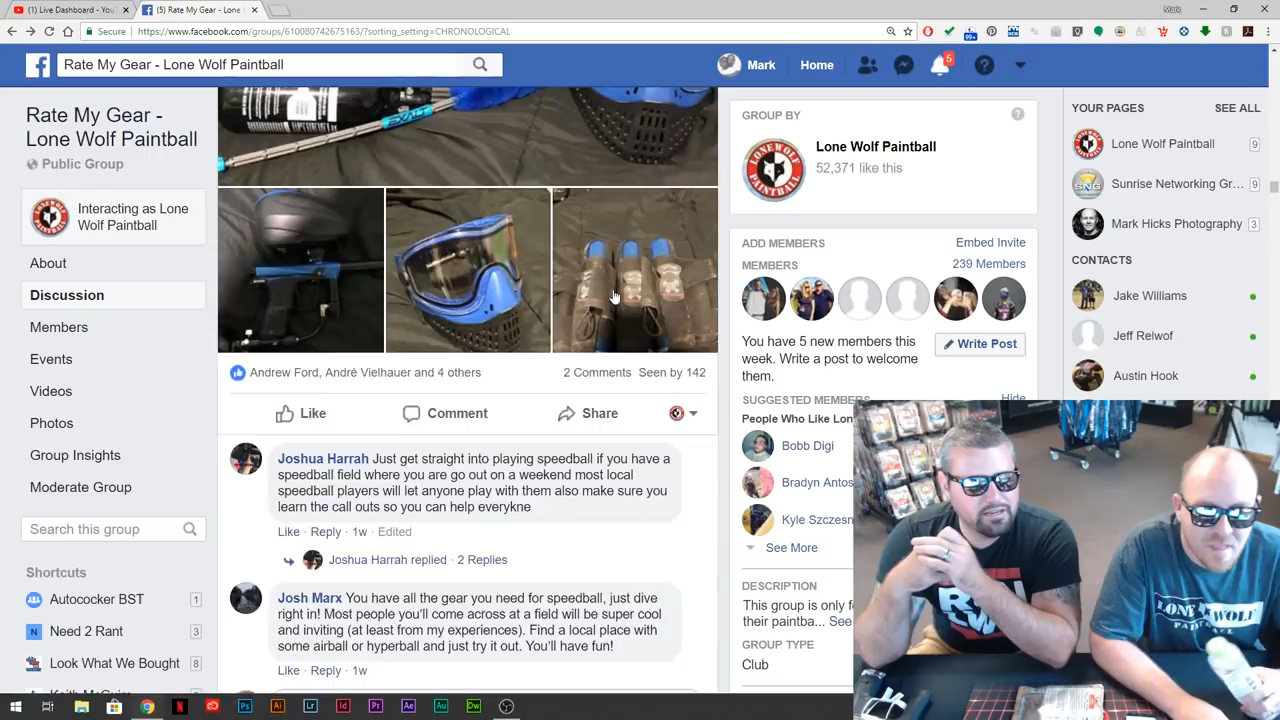 (1) Live Dashboard - You
(5) Rate My Gear - Lone
Mark
Secure
https://www.facebook.com/groups/610080742675163/?sorting_setting=CHRONOLOGICAL
Rate My Gear - Lone Wolf Paintball
Mark
Home
5
Rate My Gear -
Lone Wolf Paintball
Public Group
Interacting as Lone
Wolf Paintball
About
Discussion
Members
Events
Videos
Photos
Group Insights
Moderate Group
Search this group
Shortcuts
Autococker BST 1
Need 2 Rant 3
Look What We Bought 8
EXALT
Andrew Ford, André Vielhauer and 4 others
2 Comments Seen by 142
Like
Comment
Share
Joshua Harrah Just get straight into playing speedball if you have a
speedball field where you are go out on a weekend most local
speedball players will let anyone play with them also make sure you
learn the call outs so you can help everykne
Like · Reply · 1w · Edited
Joshua Harrah replied · 2 Replies
Josh Marx You have all the gear you need for speedball, just dive
right in! Most people you'll come across at a field will be super cool
and inviting (at least from my experiences). Find a local place with
some airball or hyperball and just try it out. You'll have fun!
Like · Reply · 1w
GROUP BY
Lone Wolf Paintball
52,371 like this
ADD MEMBERS
Embed Invite
MEMBERS
239 Members
You have 5 new members this
week. Write a post to welcome
them.
Write Post
SUGGESTED MEMBERS
Hide
People Who Like Lon
Bobb Digi
Bradyn Antos
Kyle Szczesn
See More
DESCRIPTION
This group is only f
their paintba... See
GROUP TYPE
Club
YOUR PAGES
SEE ALL
Lone Wolf Paintball 9
Sunrise Networking Gr... 9
Mark Hicks Photography 3
CONTACTS
Jake Williams
Jeff Relwof
Austin Hook
LONE WOLF